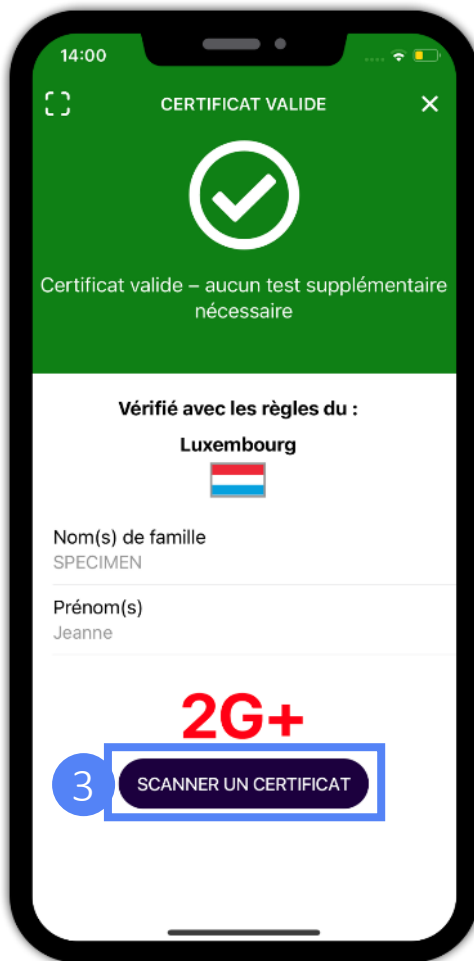 14:00
CERTIFICAT VALIDE
Certificat valide – aucun test supplémentaire
nécessaire
Vérifié avec les règles du :
Luxembourg
Nom(s) de famille
SPECIMEN
Prénom(s)
Jeanne
2G+
3 SCANNER UN CERTIFICAT